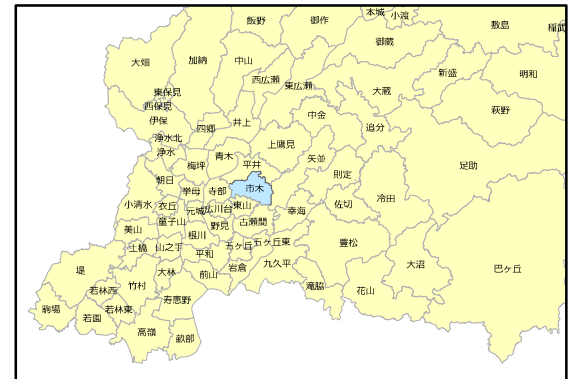 本城
小渡
飯野
御作
敷島
稲武
御蔵
大畑
加納
中山
西広瀬
東広瀬
新盛
明和
大蔵
東保見
西保見
伊保
萩野
中金
井上
四郷
追分
浄水北
上鷹見
浄水
青木
平井
矢並
足助
梅坪
則定
朝日
挙母
寺部
市木
冷田
小清水
衣丘
元城
広川台
東山
幸海
佐切
童子山
野見
古瀬間
美山
根川
土橋
山之手
五ケ丘
五ケ丘東
豊松
平和
堤
大林
前山
岩倉
九久平
大沼
巴ケ丘
竹村
若林西
滝脇
花山
寿恵野
駒場
若園
若林東
高嶺
畝部